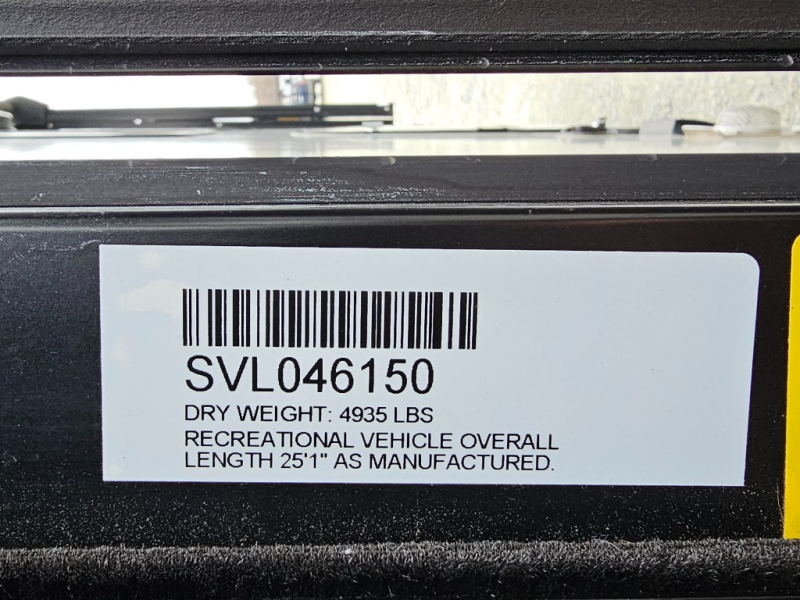 SVL046150
DRY WEIGHT: 4935 LBS
RECREATIONAL VEHICLE OVERALL
LENGTH 25'1" AS MANUFACTURED.